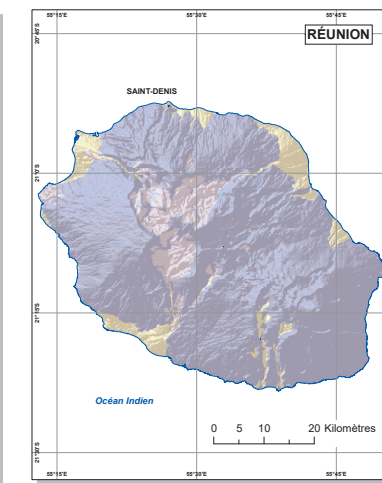 55°15'E 55°30'E 55°45'E
20°45'S
RÉUNION
SAINT-DENIS
21°0'S
21°15'S
Océan Indien
0 5 10 20 Kilomètres
21°30'S
55°15'E 55°30'E 55°45'E